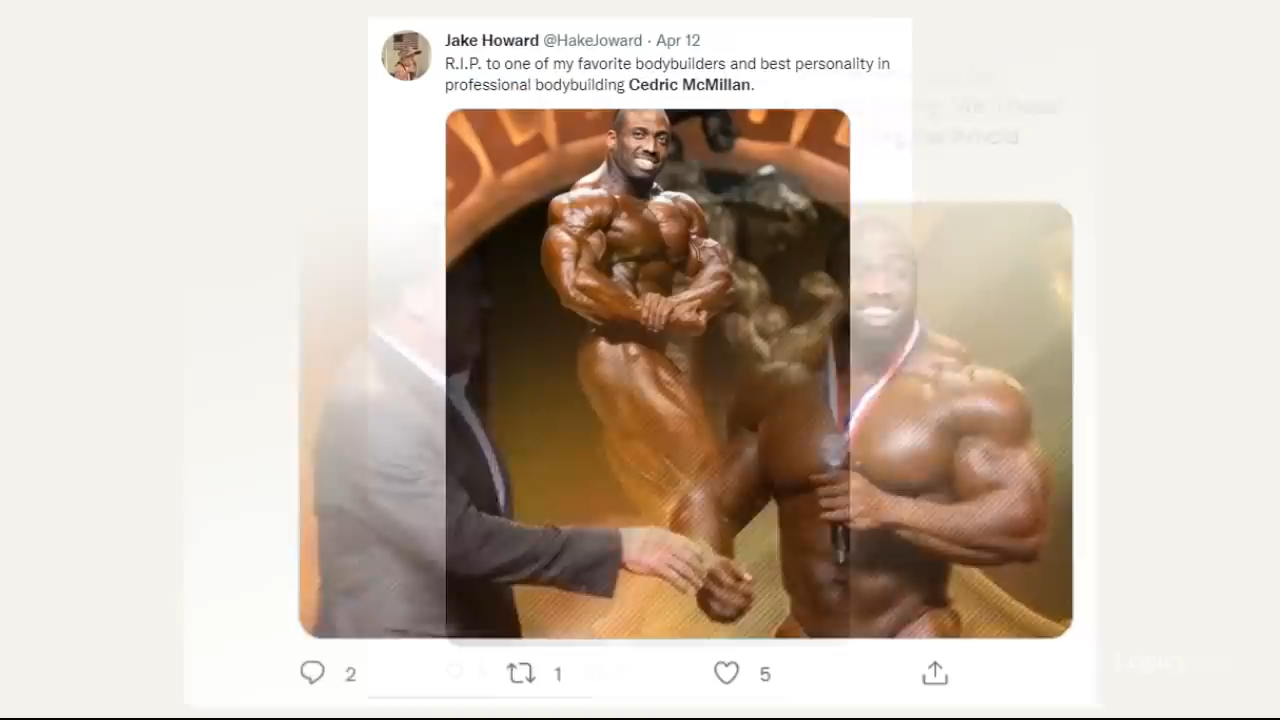 Jake Howard @HakeJoward · Apr 12
R.I.P. to one of my favorite bodybuilders and best personality in
professional bodybuilding Cedric McMillan.
2
1
5